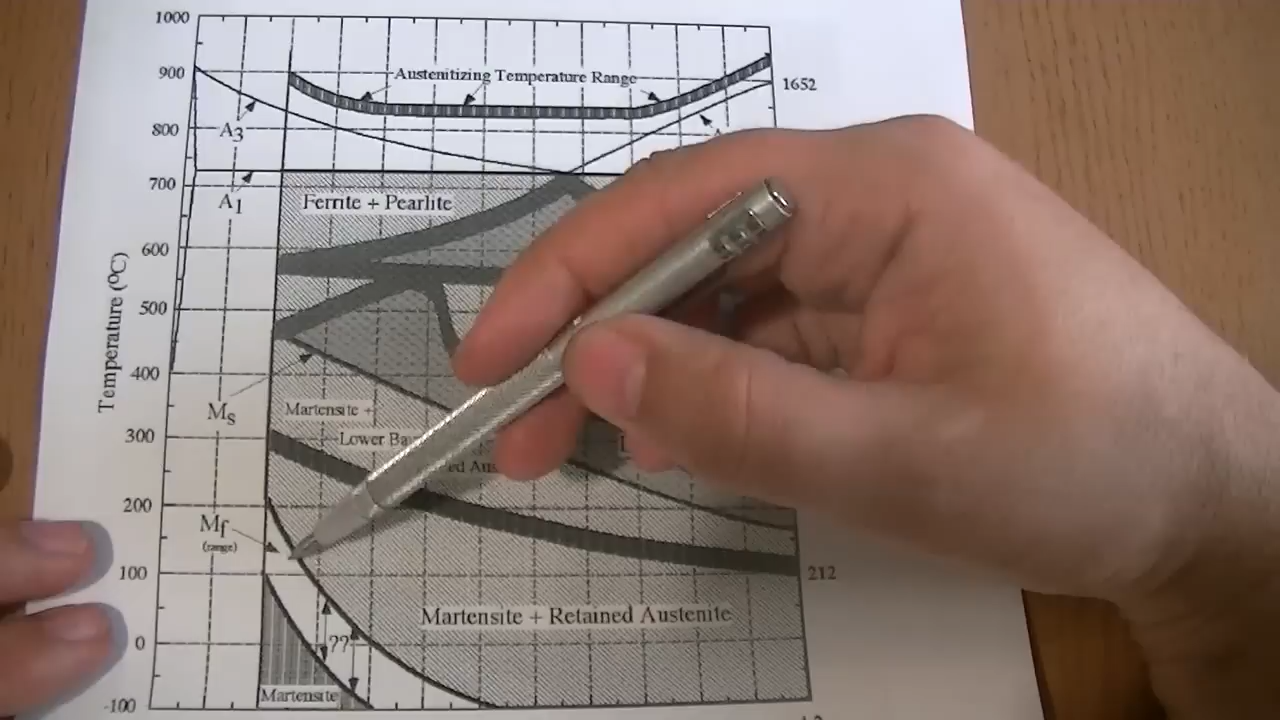 1000
900
Austenitizing Temperature Range
1652
800
A3
700
A1
Ferrite + Pearlite
600
Temperature (°C)
500
400
Ms
Martensite +
300
Lower
200
Mf
(range)
100
212
Martensite + Retained Austenite
0
??
Martensite
-100